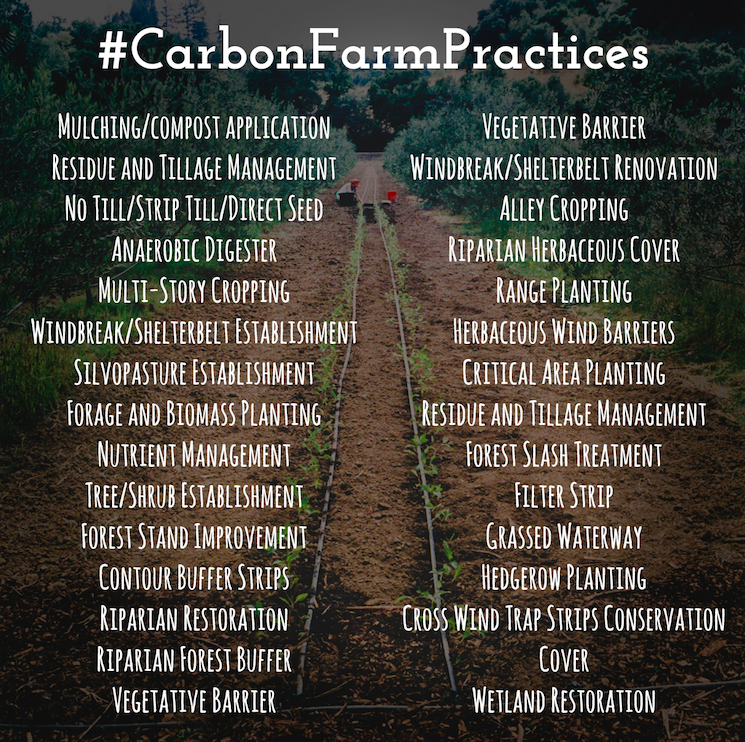 #CarbonFarmPractices
Mulching/compost application
Residue and Tillage Management
No Till/Strip Till/Direct Seed
Anaerobic Digester
Multi-Story Cropping
Windbreak/Shelterbelt Establishment
Silvopasture Establishment
Forage and Biomass Planting
Nutrient Management
Tree/Shrub Establishment
Forest Stand Improvement
Contour Buffer Strips
Riparian Restoration
Riparian Forest Buffer
Vegetative Barrier
Vegetative Barrier
Windbreak/Shelterbelt Renovation
Alley Cropping
Riparian Herbaceous Cover
Range Planting
Herbaceous Wind Barriers
Critical Area Planting
Residue and Tillage Management
Forest Slash Treatment
Filter Strip
Grassed Waterway
Hedgerow Planting
Cross Wind Trap Strips Conservation
Cover
Wetland Restoration